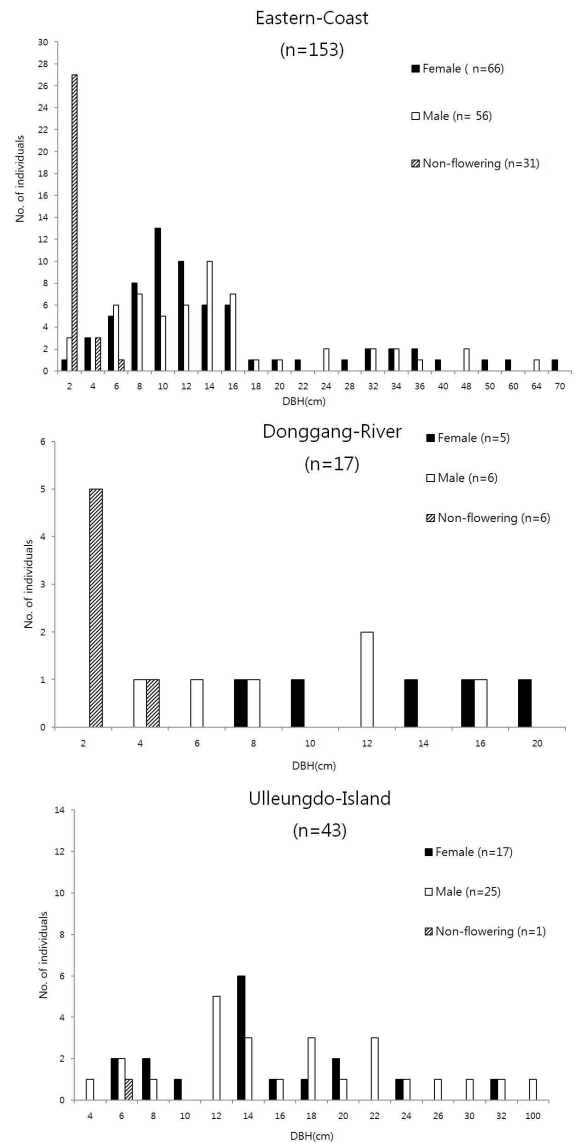 Eastern-Coast
(n=153)
Female ( n=66)
Male (n= 56)
Non-flowering (n=31)
No. of individuals
30
28
26
24
22
20
18
16
14
12
10
8
6
4
2
0
2 4 6 8 10 12 14 16 18 20 22 24 28 32 34 36 40 48 50 60 64 70
DBH(cm)
Donggang-River
(n=17)
Female (n=5)
Male (n=6)
Non-flowering (n=6)
No. of individuals
6
5
4
3
2
1
0
2 4 6 8 10 12 14 16 20
DBH(cm)
Ulleungdo-Island
(n=43)
Female (n=17)
Male (n=25)
Non-flowering (n=1)
No. of individuals
14
12
10
8
6
4
2
0
4 6 8 10 12 14 16 18 20 22 24 26 30 32 100
DBH(cm)